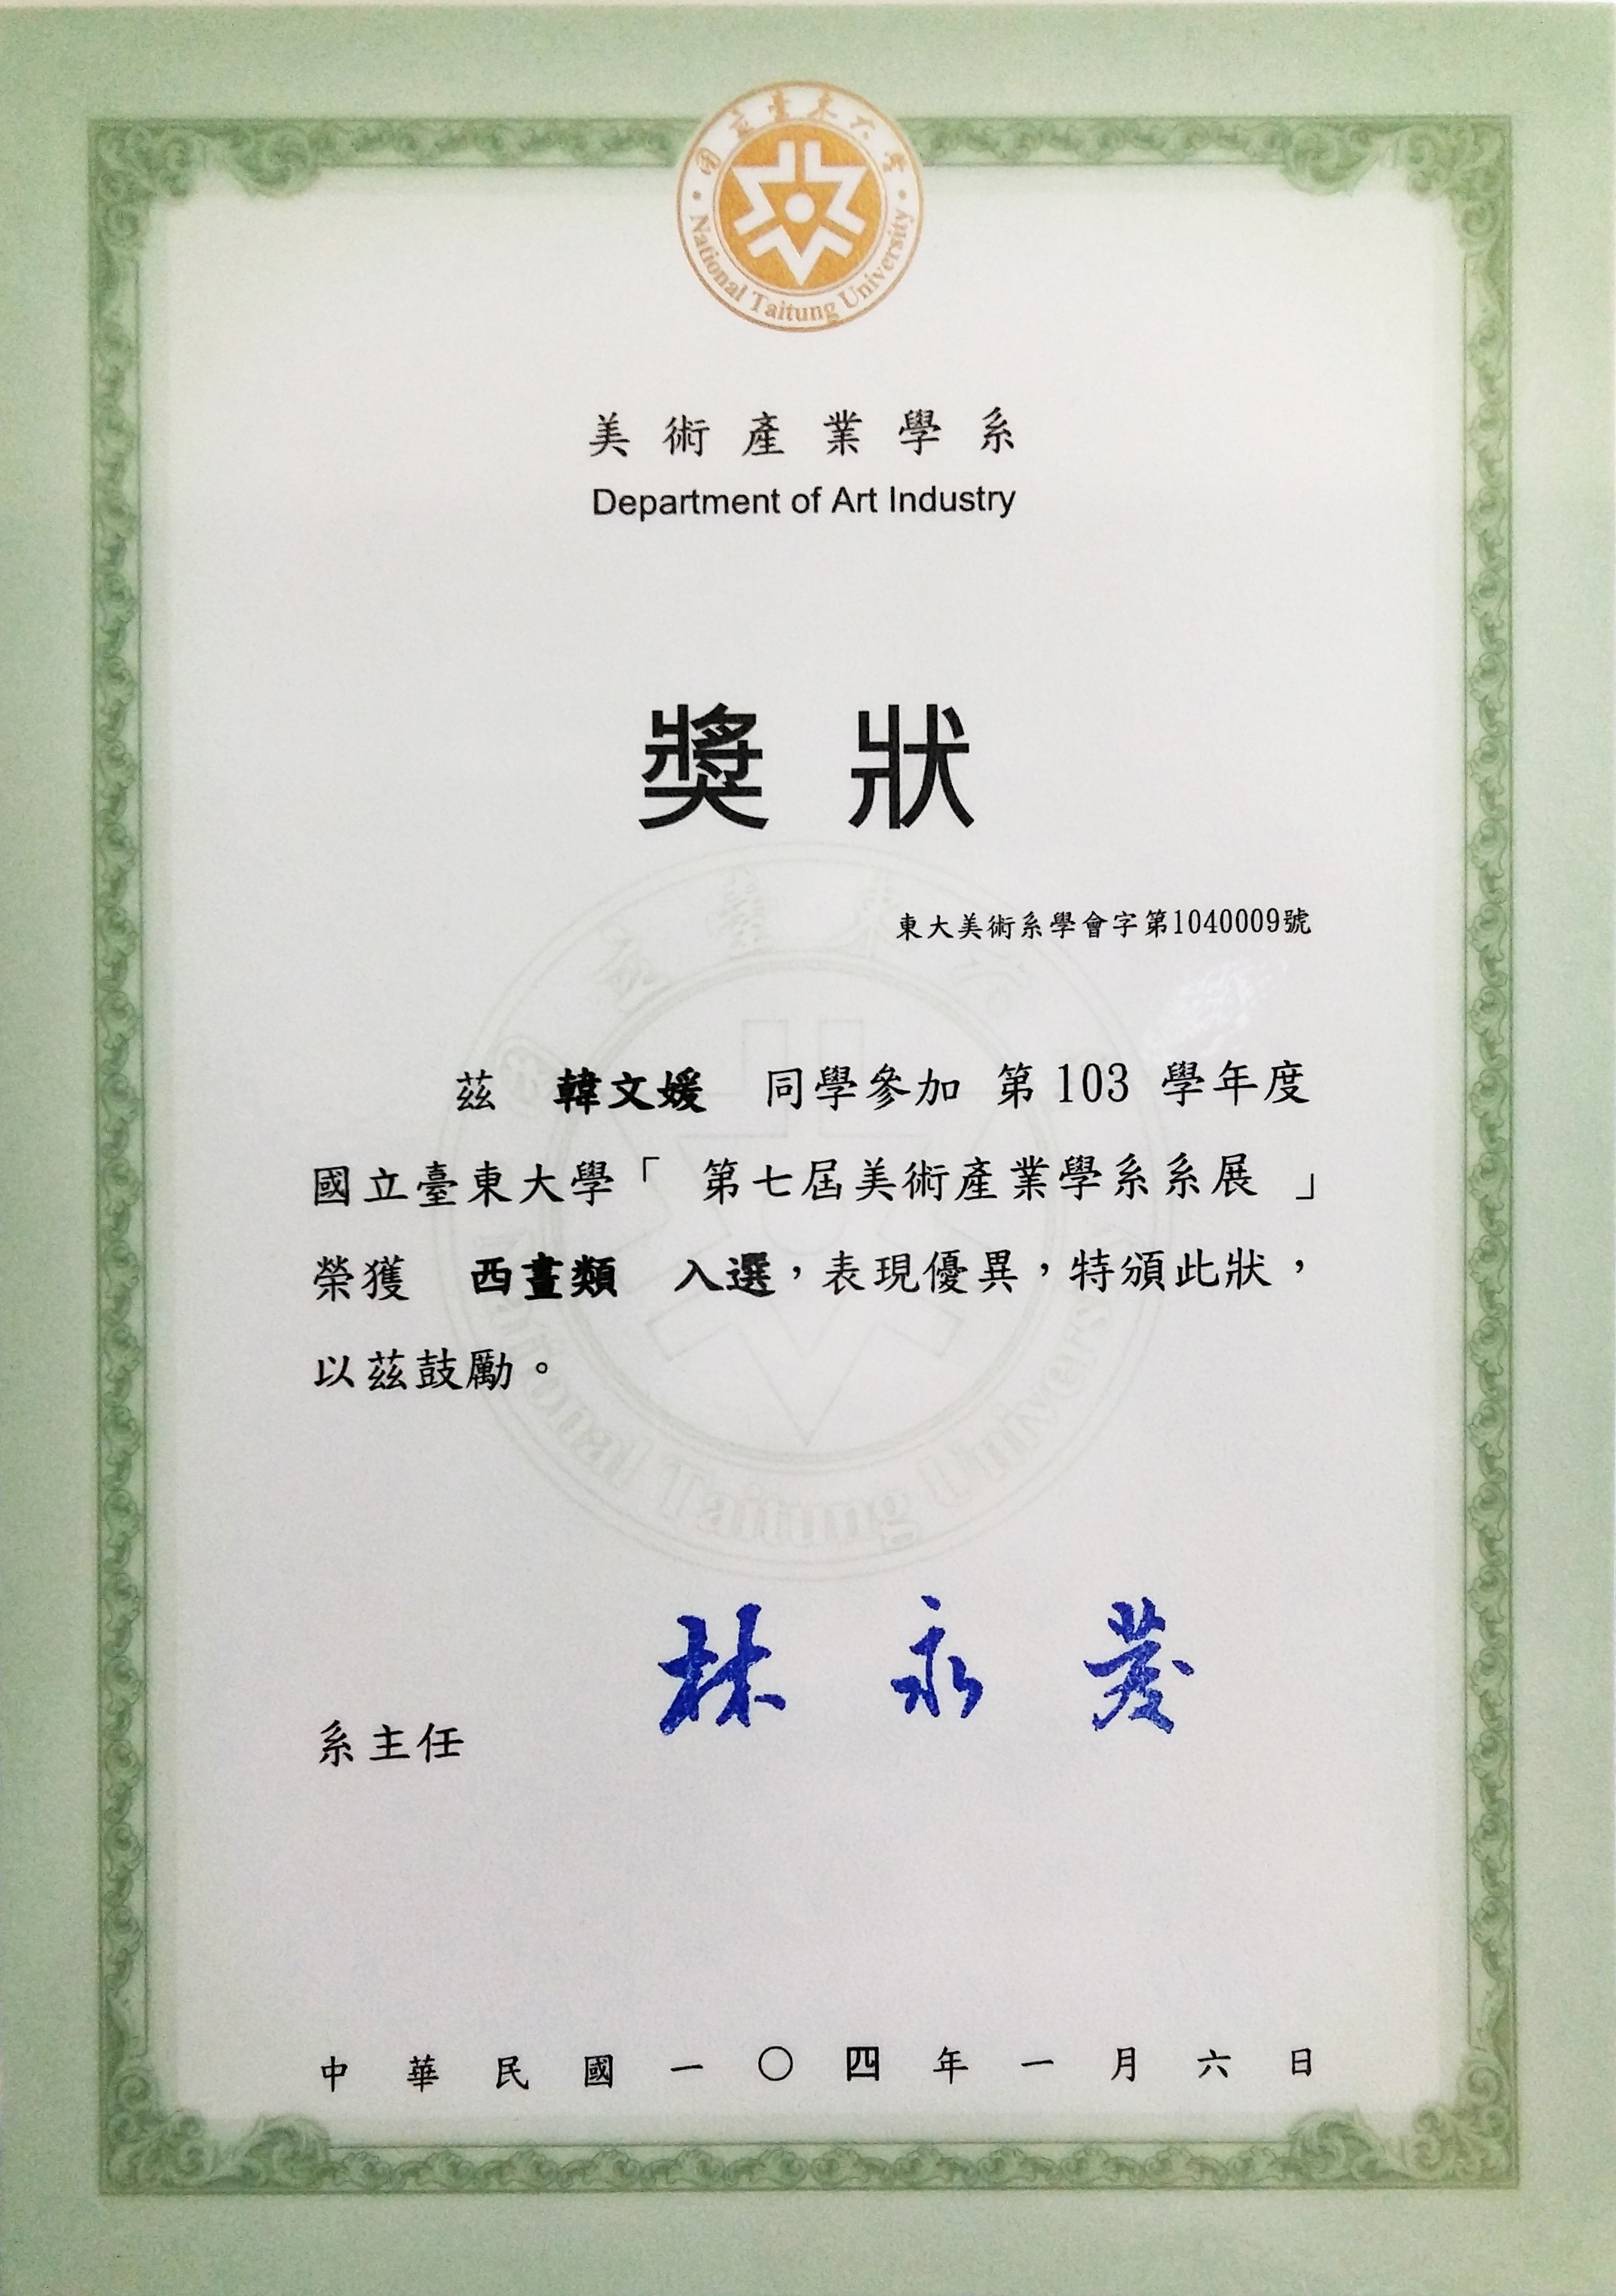 國立臺東大學
National Taitung University
美術產業學系
Department of Art Industry
獎狀
東大美術系學會字第1040009號
茲 韓文媛 同學參加 第 103 學年度
國立臺東大學「 第七屆美術產業學系系展 」
榮獲 西畫類 入選，表現優異，特頒此狀，
以茲鼓勵。
林永發
系主任
中華民國一〇四年一月六日